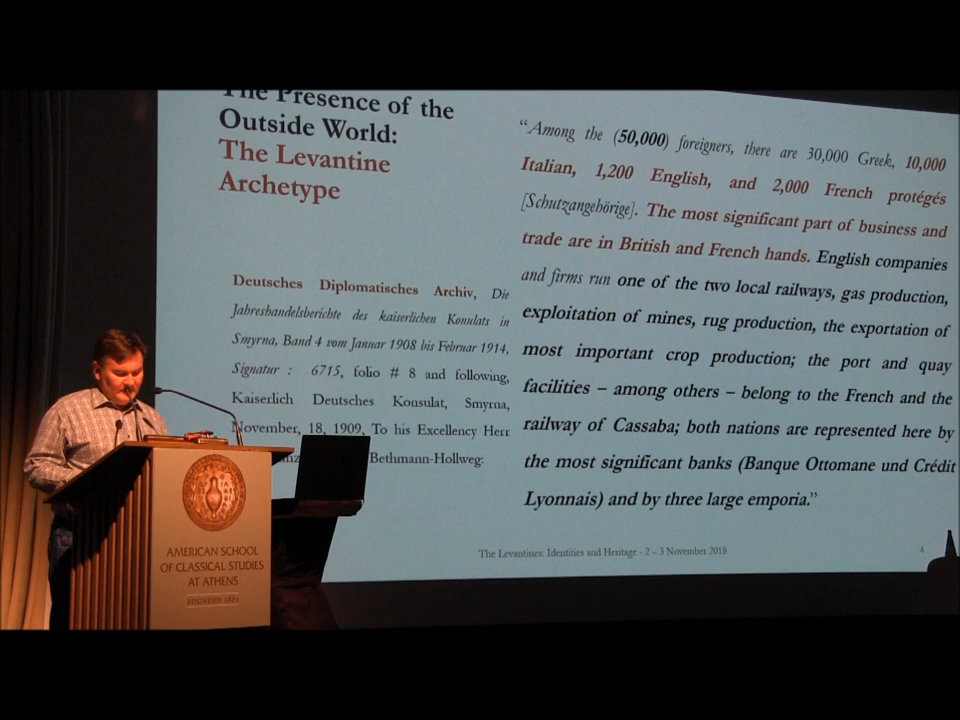 The Presence of the
Outside World:
The Levantine
Archetype
Deutsches Diplomatisches Archiv, Die
Jahreshandelsberichte des kaiserlichen Konulats in
Smyrna, Band 4 vom Januar 1908 bis Februar 1914,
Signatur : 6715, folio # 8 and following,
Kaiserlich Deutsches Konsulat, Smyrna,
November, 18, 1909, To his Excellency Herr
Bethmann-Hollweg:
“Among the (50,000) foreigners, there are 30,000 Greek, 10,000
Italian, 1,200 English, and 2,000 French protégés
[Schutzangehörige]. The most significant part of business and
trade are in British and French hands. English companies
and firms run one of the two local railways, gas production,
exploitation of mines, rug production, the exportation of
most important crop production; the port and quay
facilities – among others – belong to the French and the
railway of Cassaba; both nations are represented here by
the most significant banks (Banque Ottomane und Crédit
Lyonnais) and by three large emporia.”
The Levantines: Identities and Heritage - 2 – 3 November 2018
4
AMERICAN SCHOOL
OF CLASSICAL STUDIES
AT ATHENS
FOUNDED 1881